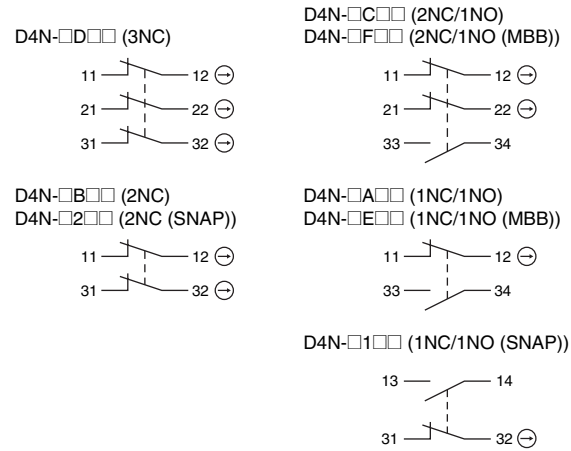 D4N-□D□□ (3NC)
11 12
21 22
31 32
D4N-□C□□ (2NC/1NO)
D4N-□F□□ (2NC/1NO (MBB))
11 12
21 22
33 34
D4N-□B□□ (2NC)
D4N-□2□□ (2NC (SNAP))
11 12
31 32
D4N-□A□□ (1NC/1NO)
D4N-□E□□ (1NC/1NO (MBB))
11 12
33 34
D4N-□1□□ (1NC/1NO (SNAP))
13 14
31 32